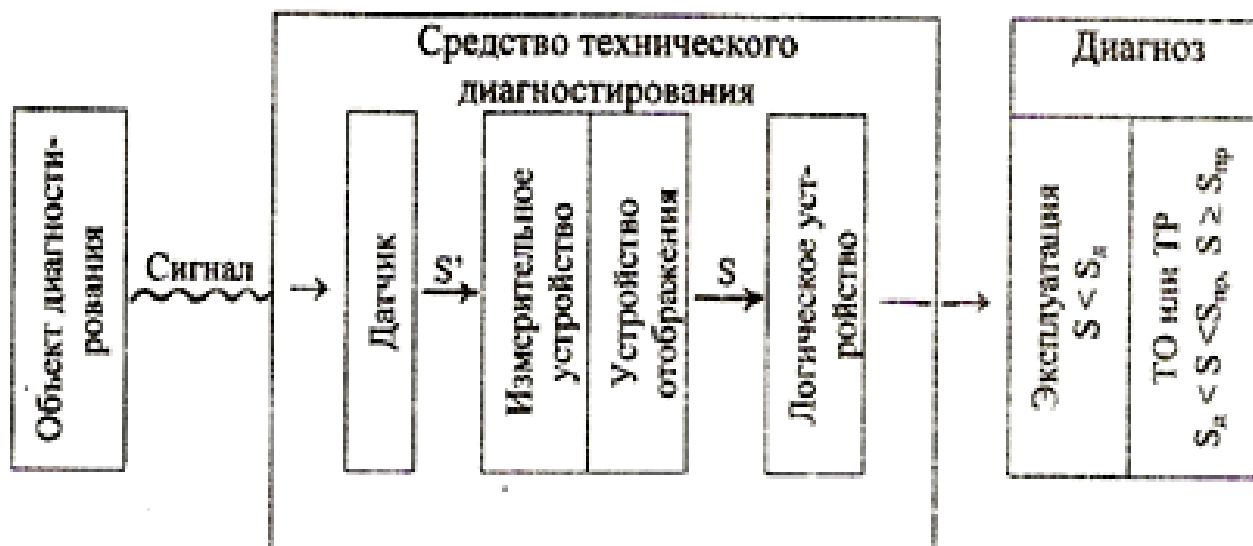 Средство технического
диагностирования
Диагноз
Объект диагности-
рования
Сигнал
Датчик
S'
Измерительное
устройство
Устройство
отображения
S
Логическое уст-
ройство
Эксплуатация
S < Sд
ТО или ТР
Sд < S < Sпр, S ≥ Sпр